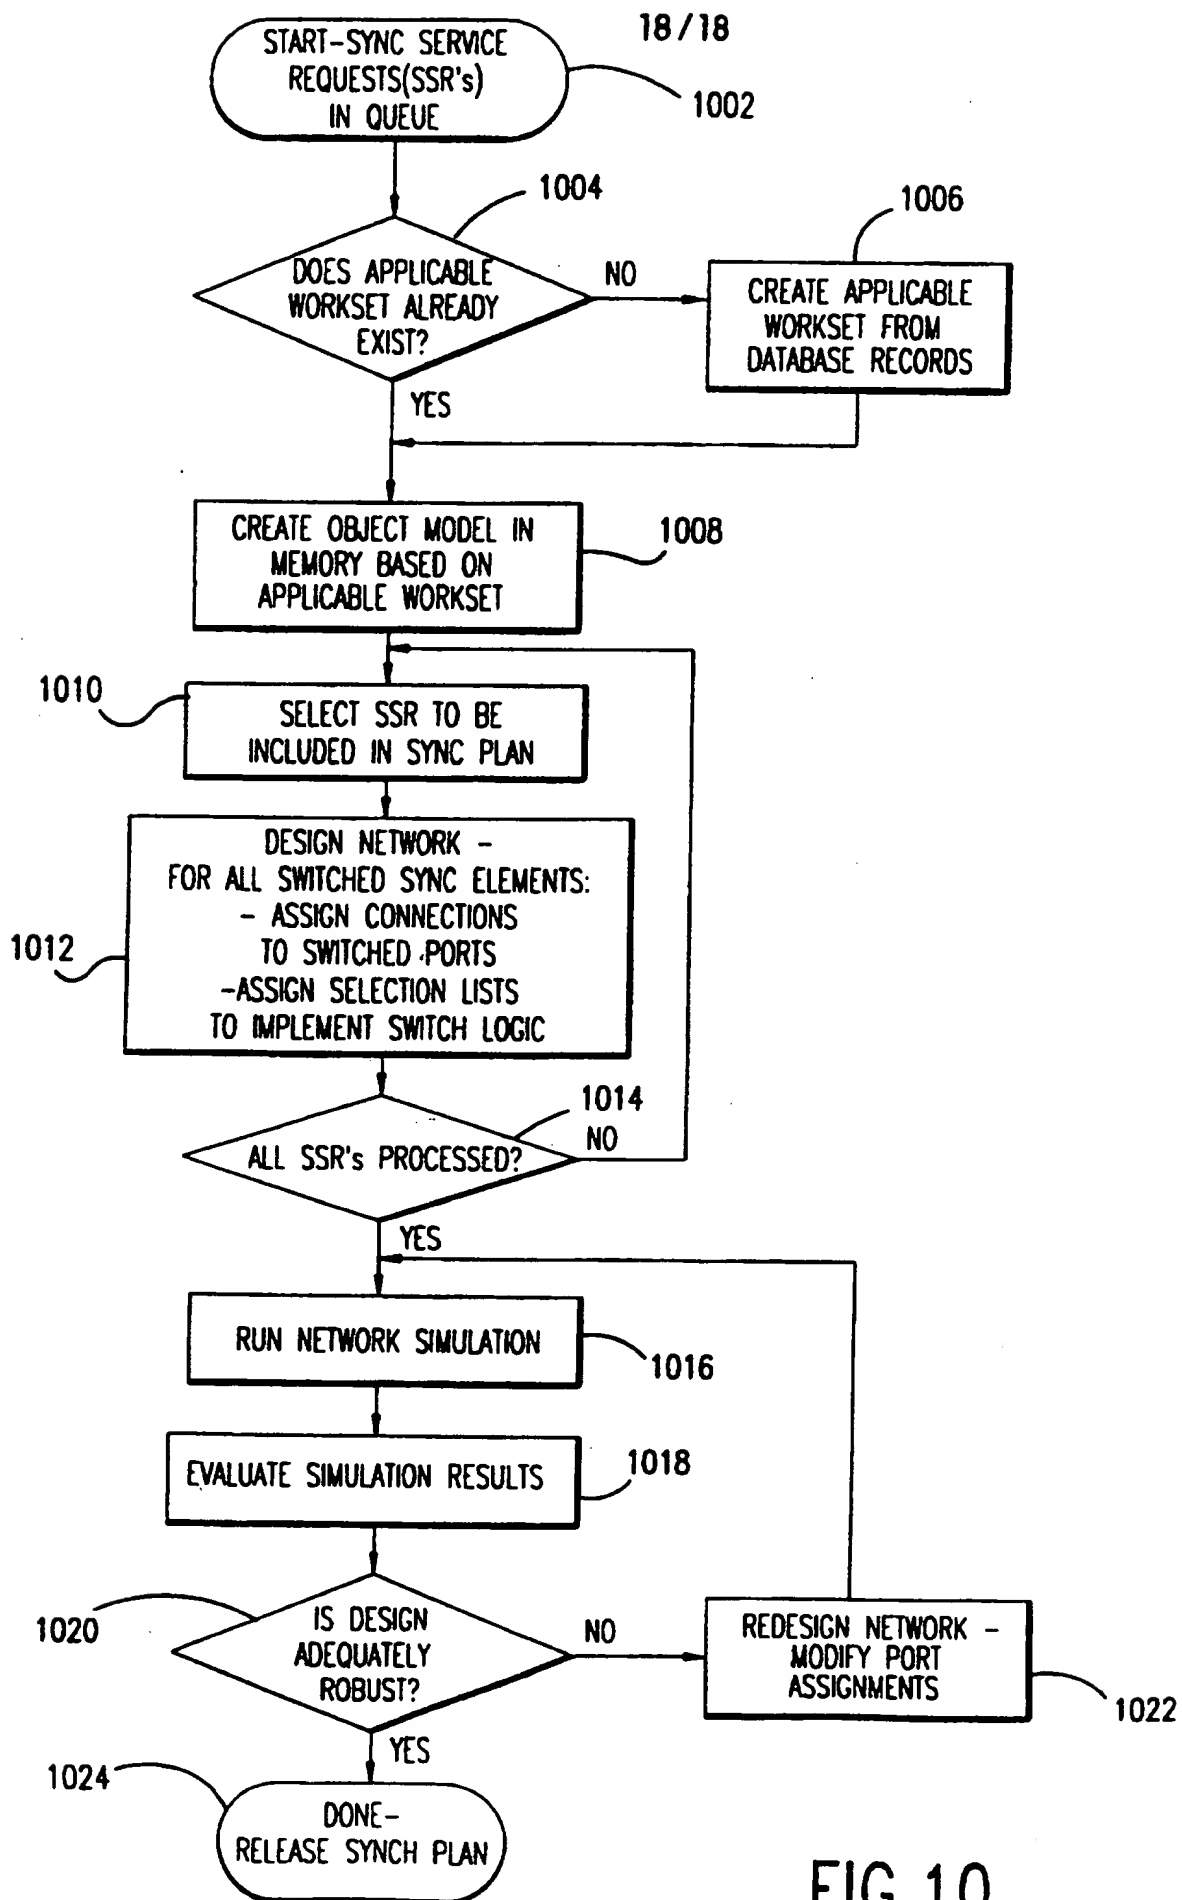 18/18
START-SYNC SERVICE
REQUESTS(SSR's)
IN QUEUE
1002
1004
DOES APPLICABLE
WORKSET ALREADY
EXIST?
NO
1006
CREATE APPLICABLE
WORKSET FROM
DATABASE RECORDS
YES
CREATE OBJECT MODEL IN
MEMORY BASED ON
APPLICABLE WORKSET
1008
1010
SELECT SSR TO BE
INCLUDED IN SYNC PLAN
1012
DESIGN NETWORK -
FOR ALL SWITCHED SYNC ELEMENTS:
- ASSIGN CONNECTIONS
TO SWITCHED PORTS
-ASSIGN SELECTION LISTS
TO IMPLEMENT SWITCH LOGIC
1014
ALL SSR's PROCESSED?
NO
YES
RUN NETWORK SIMULATION
1016
EVALUATE SIMULATION RESULTS
1018
1020
IS DESIGN
ADEQUATELY
ROBUST?
NO
REDESIGN NETWORK -
MODIFY PORT
ASSIGNMENTS
1022
YES
1024
DONE-
RELEASE SYNCH PLAN
FIG.10